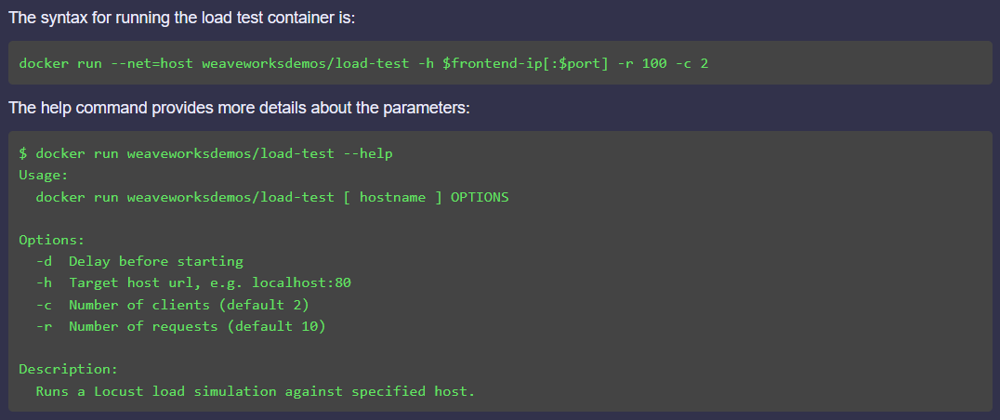 The syntax for running the load test container is:
docker run --net=host weaveworksdemos/load-test -h $frontend-ip[:$port] -r 100 -c 2
The help command provides more details about the parameters:
$ docker run weaveworksdemos/load-test --help
Usage:
  docker run weaveworksdemos/load-test [ hostname ] OPTIONS

Options:
  -d  Delay before starting
  -h  Target host url, e.g. localhost:80
  -c  Number of clients (default 2)
  -r  Number of requests (default 10)

Description:
  Runs a Locust load simulation against specified host.